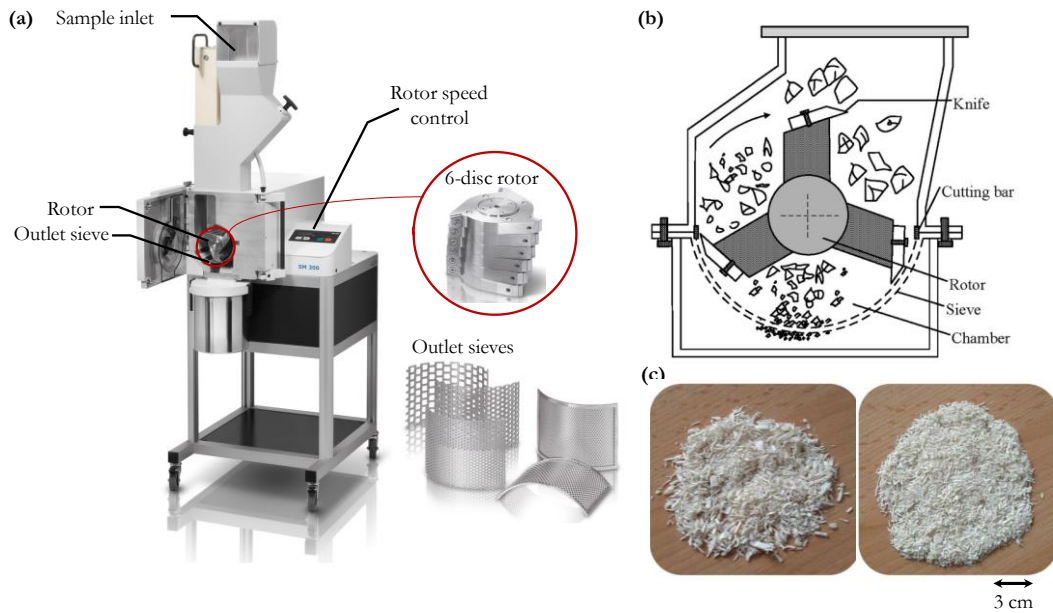 (a)
Sample inlet
Rotor speed
control
6-disc rotor
Rotor
Outlet sieve
SM 300
Outlet sieves
(b)
Knife
Cutting bar
Rotor
Sieve
Chamber
(c)
3 cm